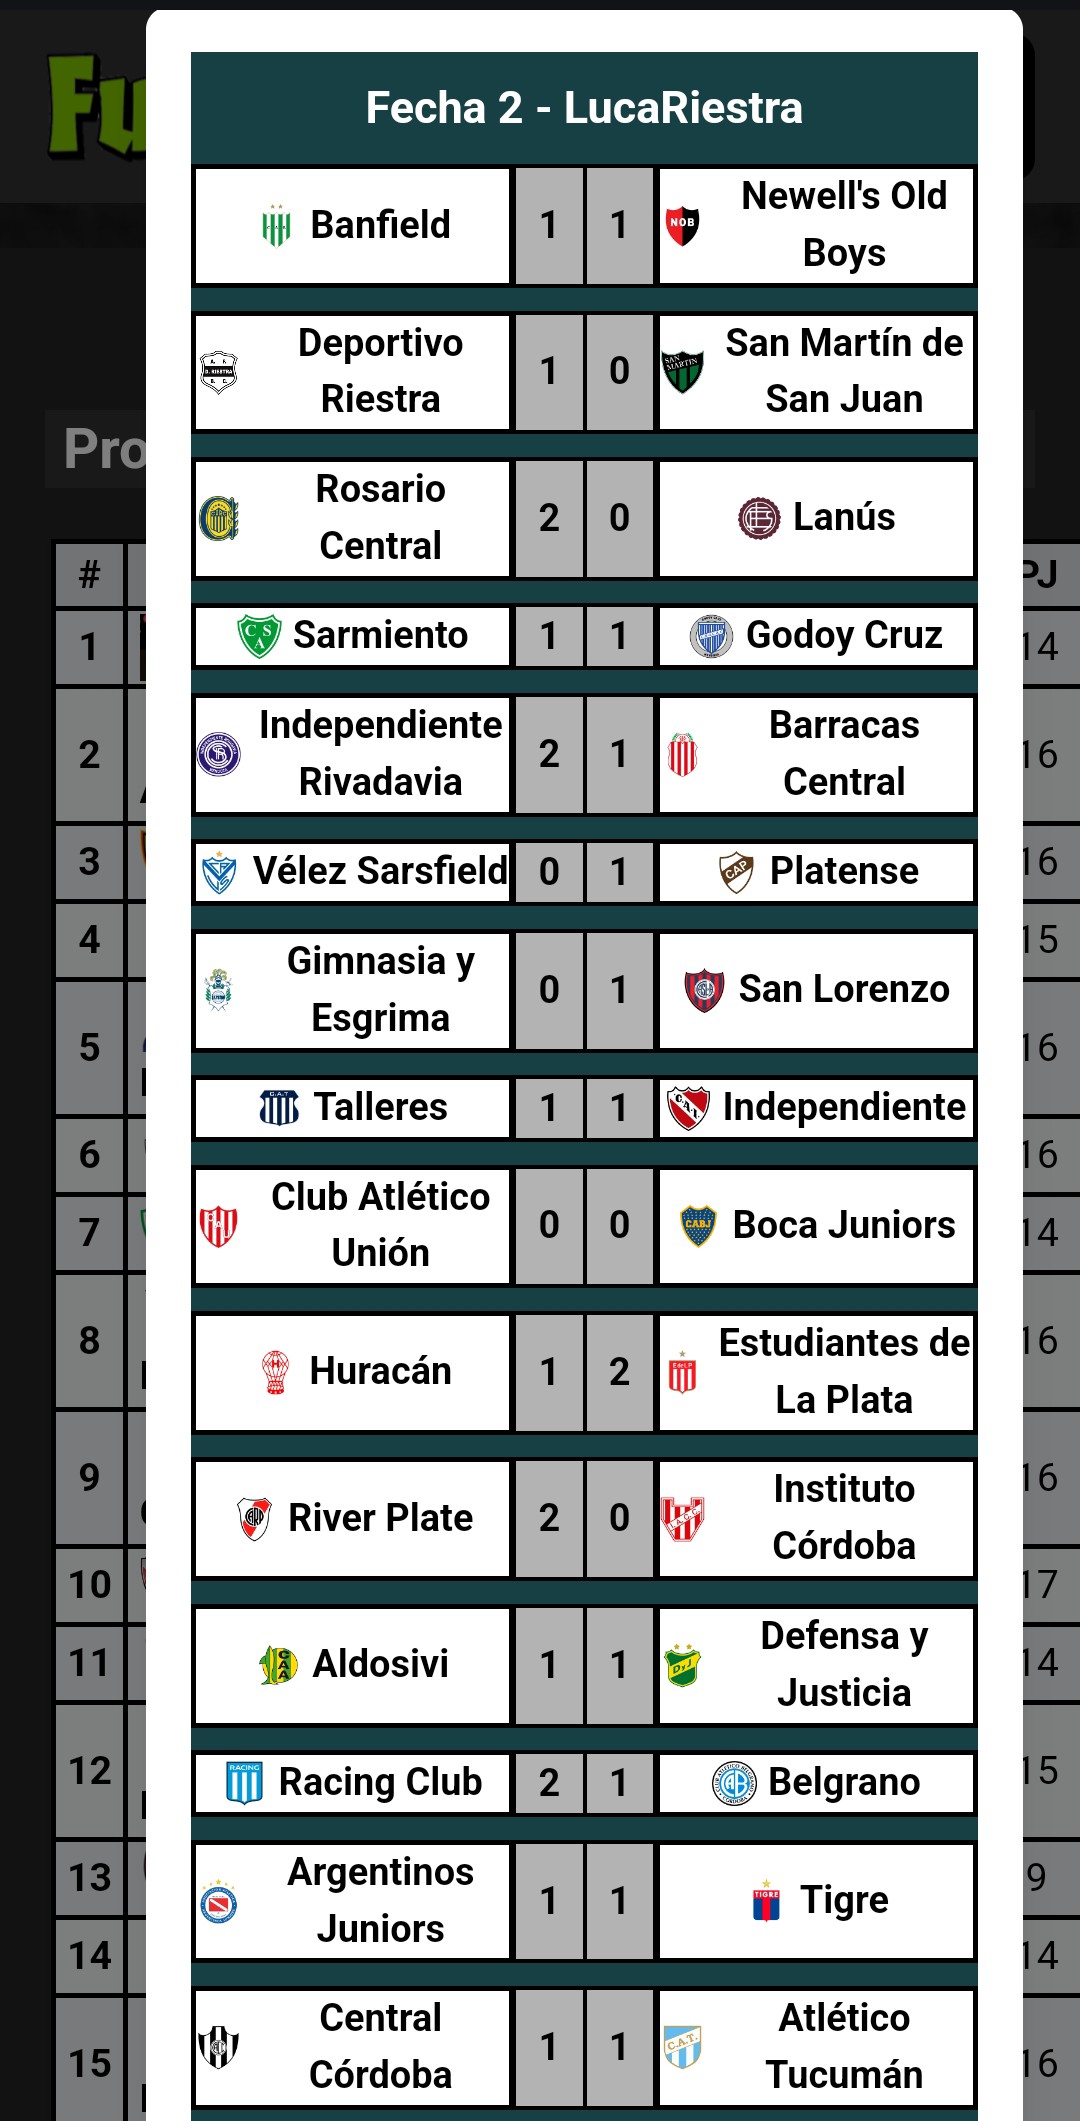 Fu
Fecha 2 - LucaRiestra
Banfield 1 1 Newell's Old
Boys
Deportivo
Riestra 1 0 San Martín de
San Juan
Rosario
Central 2 0 Lanús
Sarmiento 1 1 Godoy Cruz
Independiente
Rivadavia 2 1 Barracas
Central
Vélez Sarsfield 0 1 Platense
Gimnasia y
Esgrima 0 1 San Lorenzo
Talleres 1 1 Independiente
Club Atlético
Unión 0 0 Boca Juniors
Huracán 1 2 Estudiantes de
La Plata
River Plate 2 0 Instituto
Córdoba
Aldosivi 1 1 Defensa y
Justicia
Racing Club 2 1 Belgrano
Argentinos
Juniors 1 1 Tigre
Central
Córdoba 1 1 Atlético
Tucumán
Pro
# PJ
1 14
2 16
3 16
4 15
5 16
6 16
7 14
8 16
9 16
10 17
11 14
12 15
13 9
14 14
15 16